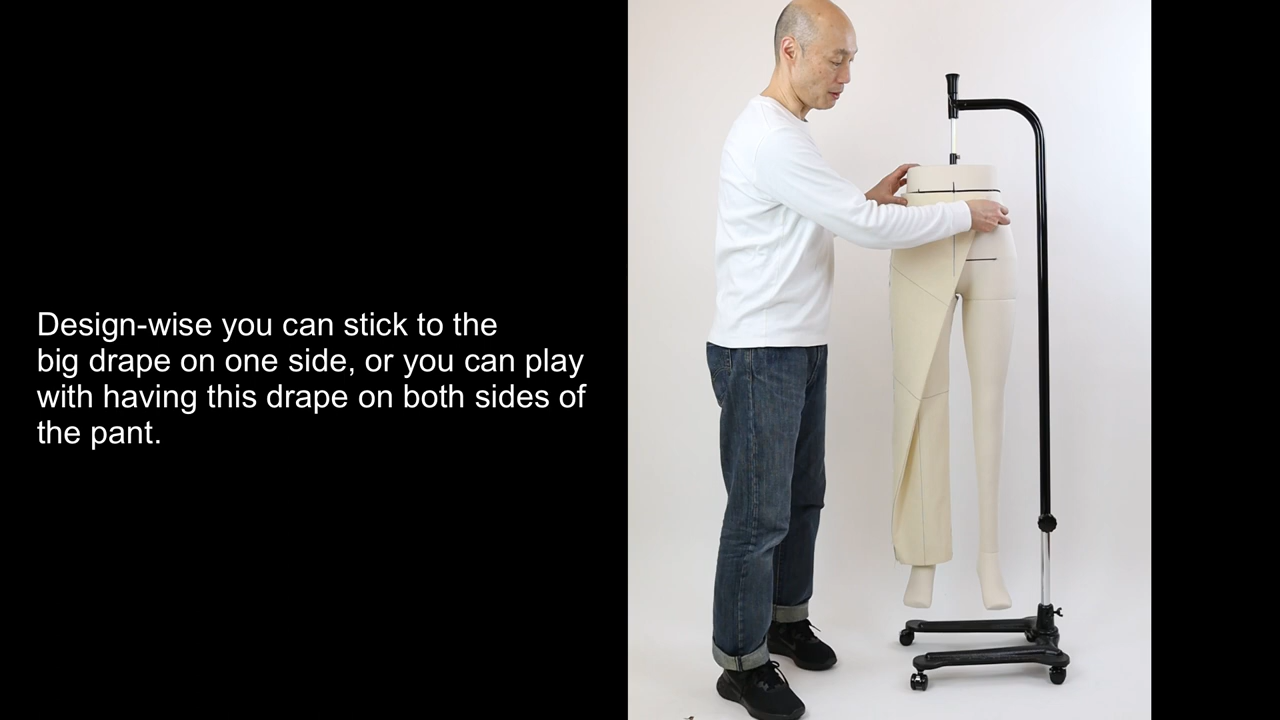 Design-wise you can stick to the
big drape on one side, or you can play
with having this drape on both sides of
the pant.